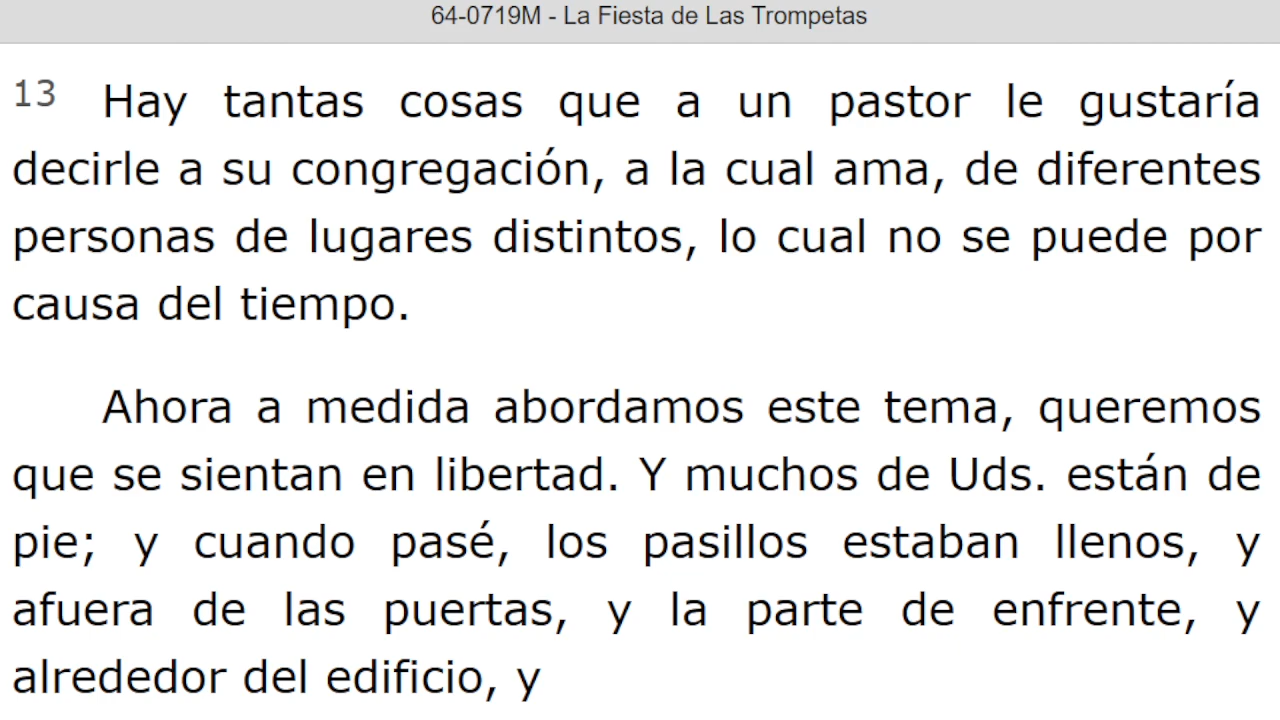 64-0719M - La Fiesta de Las Trompetas
13 Hay tantas cosas que a un pastor le gustaría
decirle a su congregación, a la cual ama, de diferentes
personas de lugares distintos, lo cual no se puede por
causa del tiempo.
Ahora a medida abordamos este tema, queremos
que se sientan en libertad. Y muchos de Uds. están de
pie; y cuando pasé, los pasillos estaban llenos, y
afuera de las puertas, y la parte de enfrente, y
alrededor del edificio, y